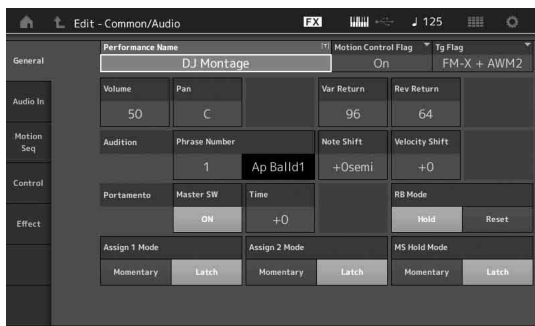 Edit - Common/Audio FX 125
General
Performance Name Motion Control Flag Tg Flag
DJ Montage On FM-X + AWM2
Volume Pan Var Return Rev Return
Audio In
50 C 96 64
Motion Seq
Audition Phrase Number Note Shift Velocity Shift
1 Ap Balld1 +0semi +0
Control
Portamento Master SW Time RB Mode
ON +0 Hold Reset
Effect
Assign 1 Mode Assign 2 Mode MS Hold Mode
Momentary Latch Momentary Latch Momentary Latch